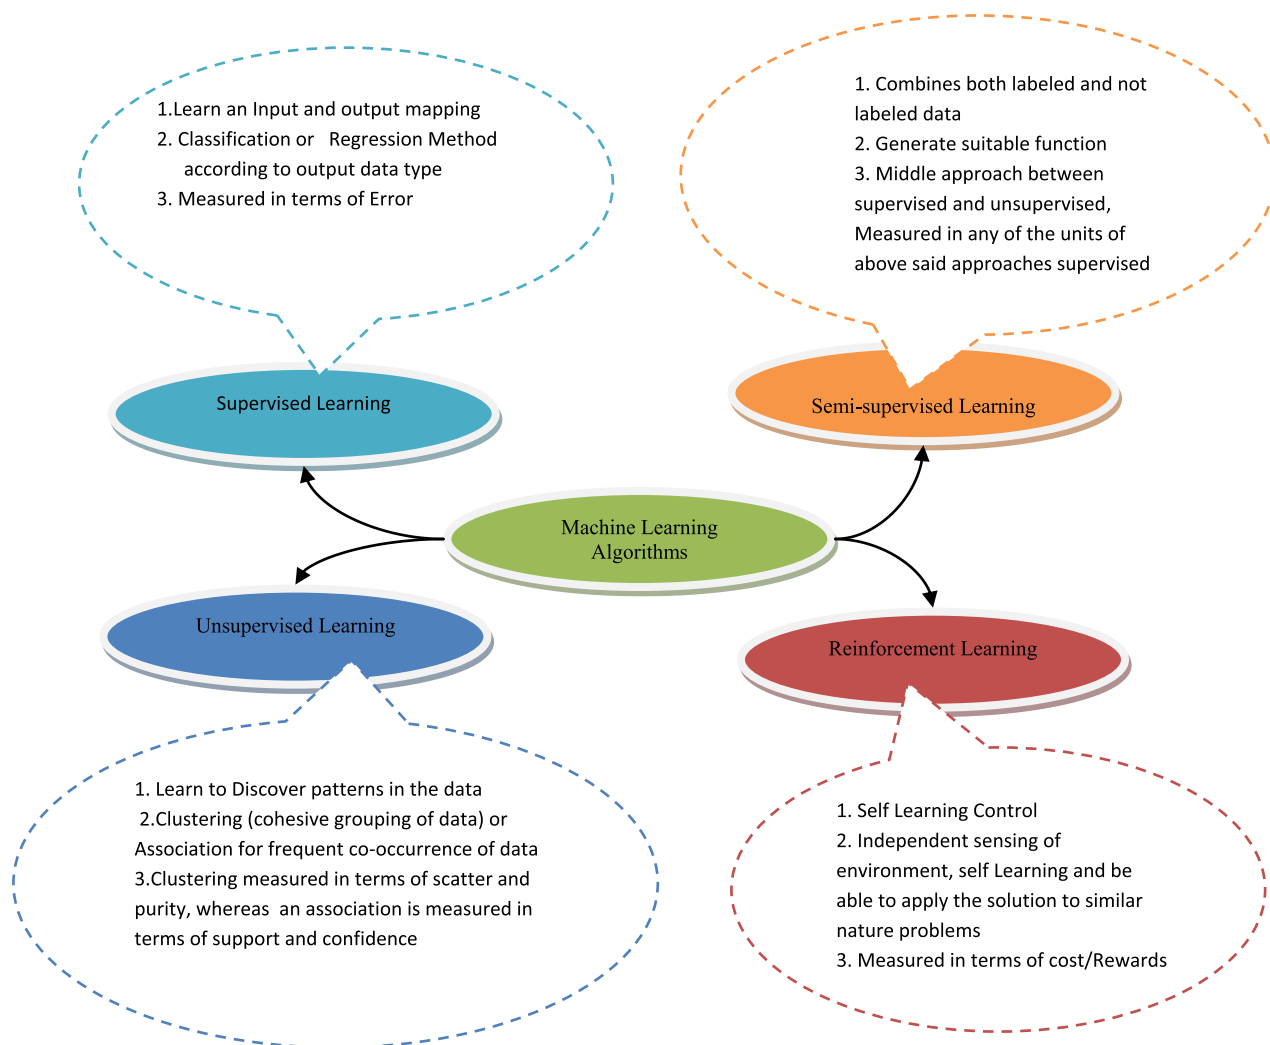 1.Learn an Input and output mapping
2. Classification or   Regression Method
according to output data type
3. Measured in terms of Error
1. Combines both labeled and not
labeled data
2. Generate suitable function
3. Middle approach between
supervised and unsupervised,
Measured in any of the units of
above said approaches supervised
Supervised Learning
Semi-supervised Learning
Machine Learning
Algorithms
Unsupervised Learning
Reinforcement Learning
1. Learn to Discover patterns in the data
2.Clustering (cohesive grouping of data) or
Association for frequent co-occurrence of data
3.Clustering measured in terms of scatter and
purity, whereas  an association is measured in
terms of support and confidence
1. Self Learning Control
2. Independent sensing of
environment, self Learning and be
able to apply the solution to similar
nature problems
3. Measured in terms of cost/Rewards